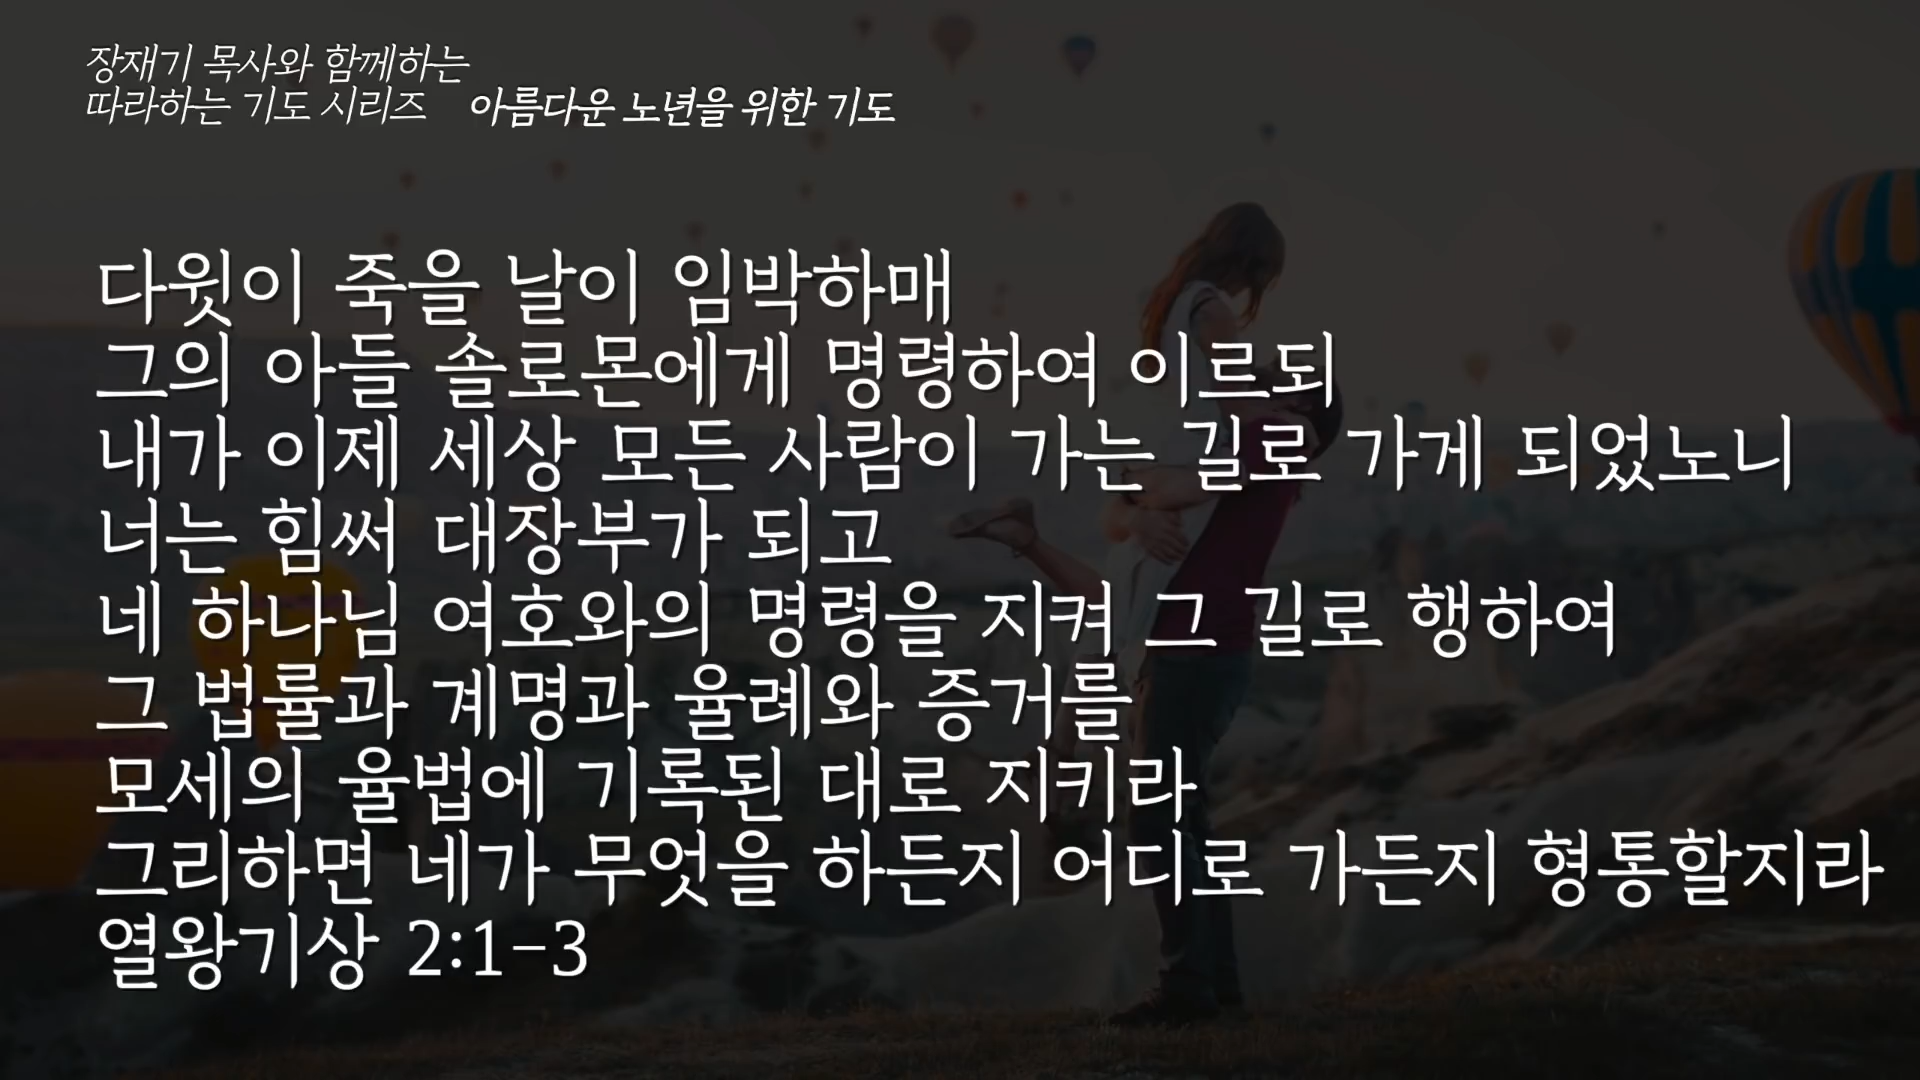 장재기 목사와 함께하는
따라하는 기도 시리즈 아름다운 노년을 위한 기도
다윗이 죽을 날이 임박하매
그의 아들 솔로몬에게 명령하여 이르되
내가 이제 세상 모든 사람이 가는 길로 가게 되었노니
너는 힘써 대장부가 되고
네 하나님 여호와의 명령을 지켜 그 길로 행하여
그 법률과 계명과 율례와 증거를
모세의 율법에 기록된 대로 지키라
그리하면 네가 무엇을 하든지 어디로 가든지 형통할지라
열왕기상 2:1-3